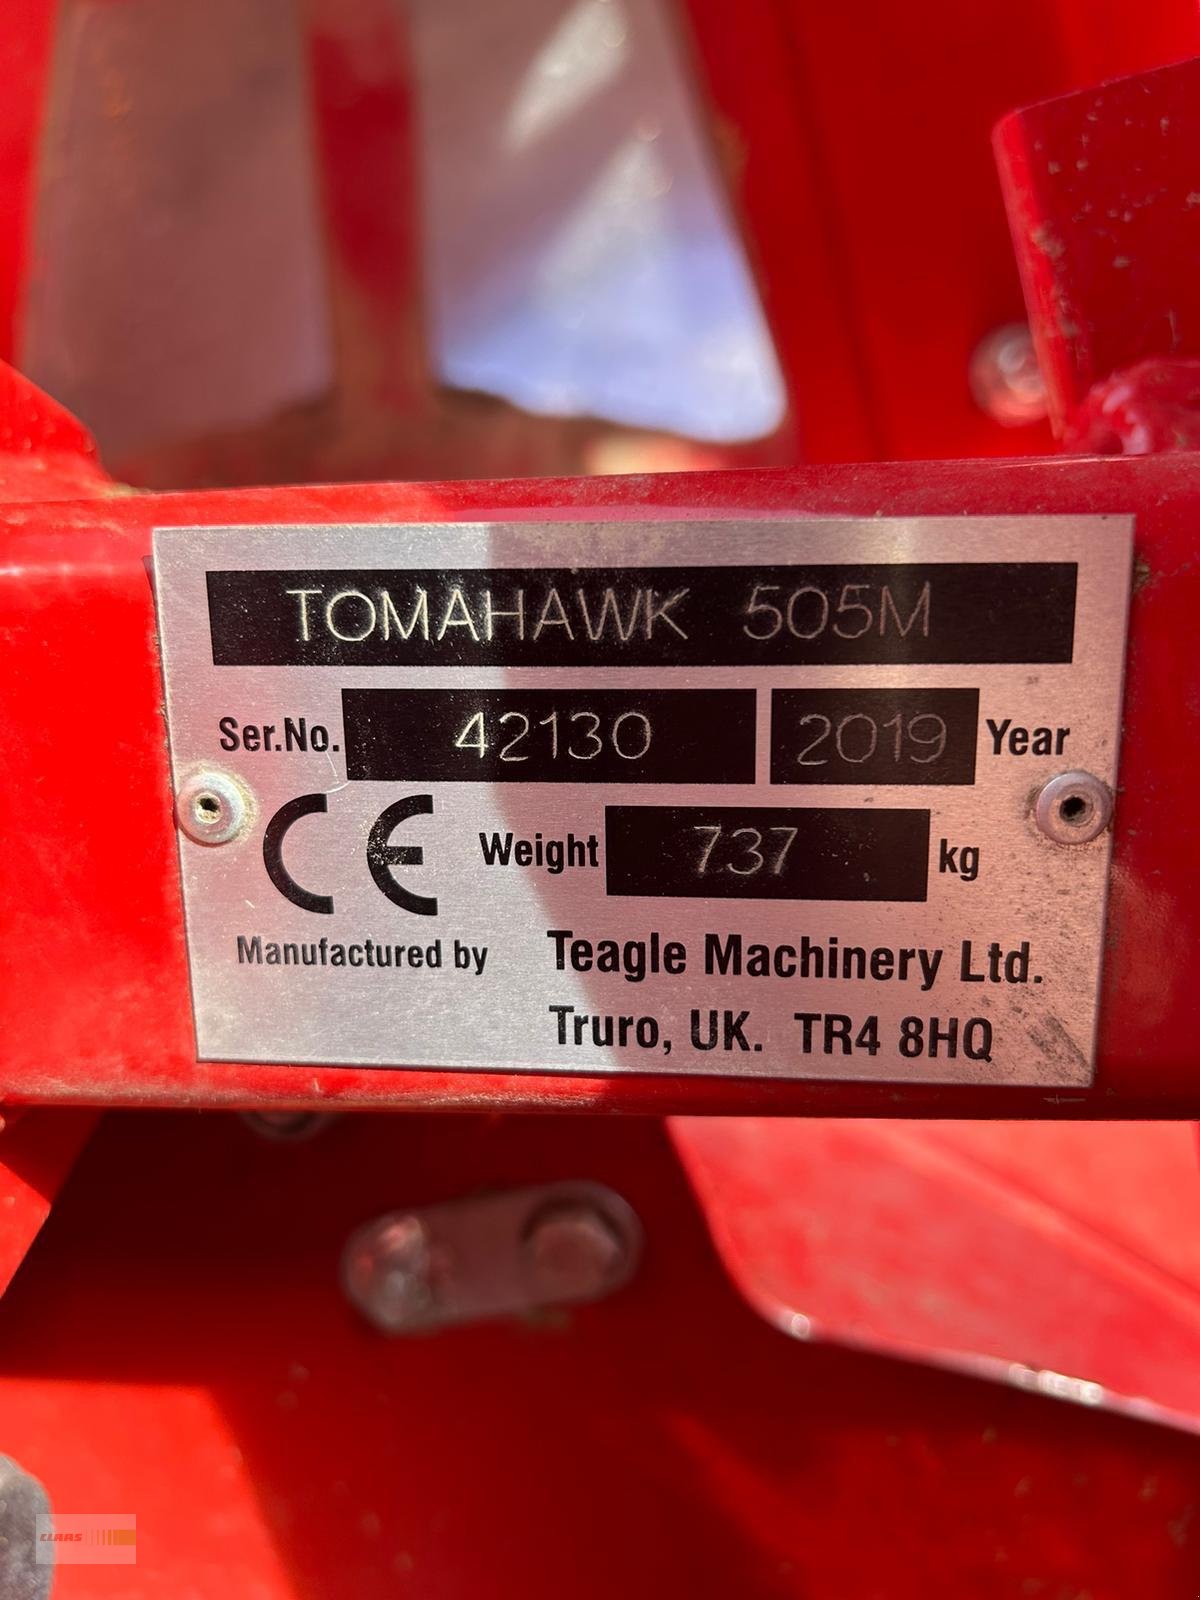 TOMAHAWK 505M
Ser.No. 42130 2019 Year
CE Weight 737 kg
Manufactured by Teagle Machinery Ltd.
Truro, UK. TR4 8HQ
CLAAS